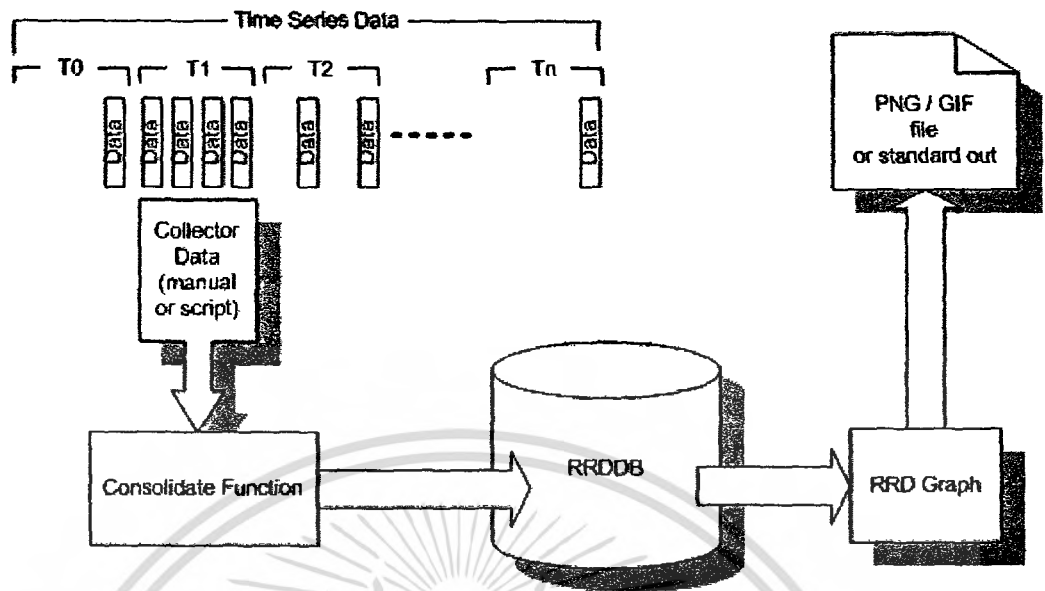 Time Series Data
T0 T1 T2 Tn
Data Data Data Data Data Data Data Data
PNG / GIF
file
or standard out
Collector
Data
(manual
or script)
Consolidate Function
RRDDB
RRD Graph